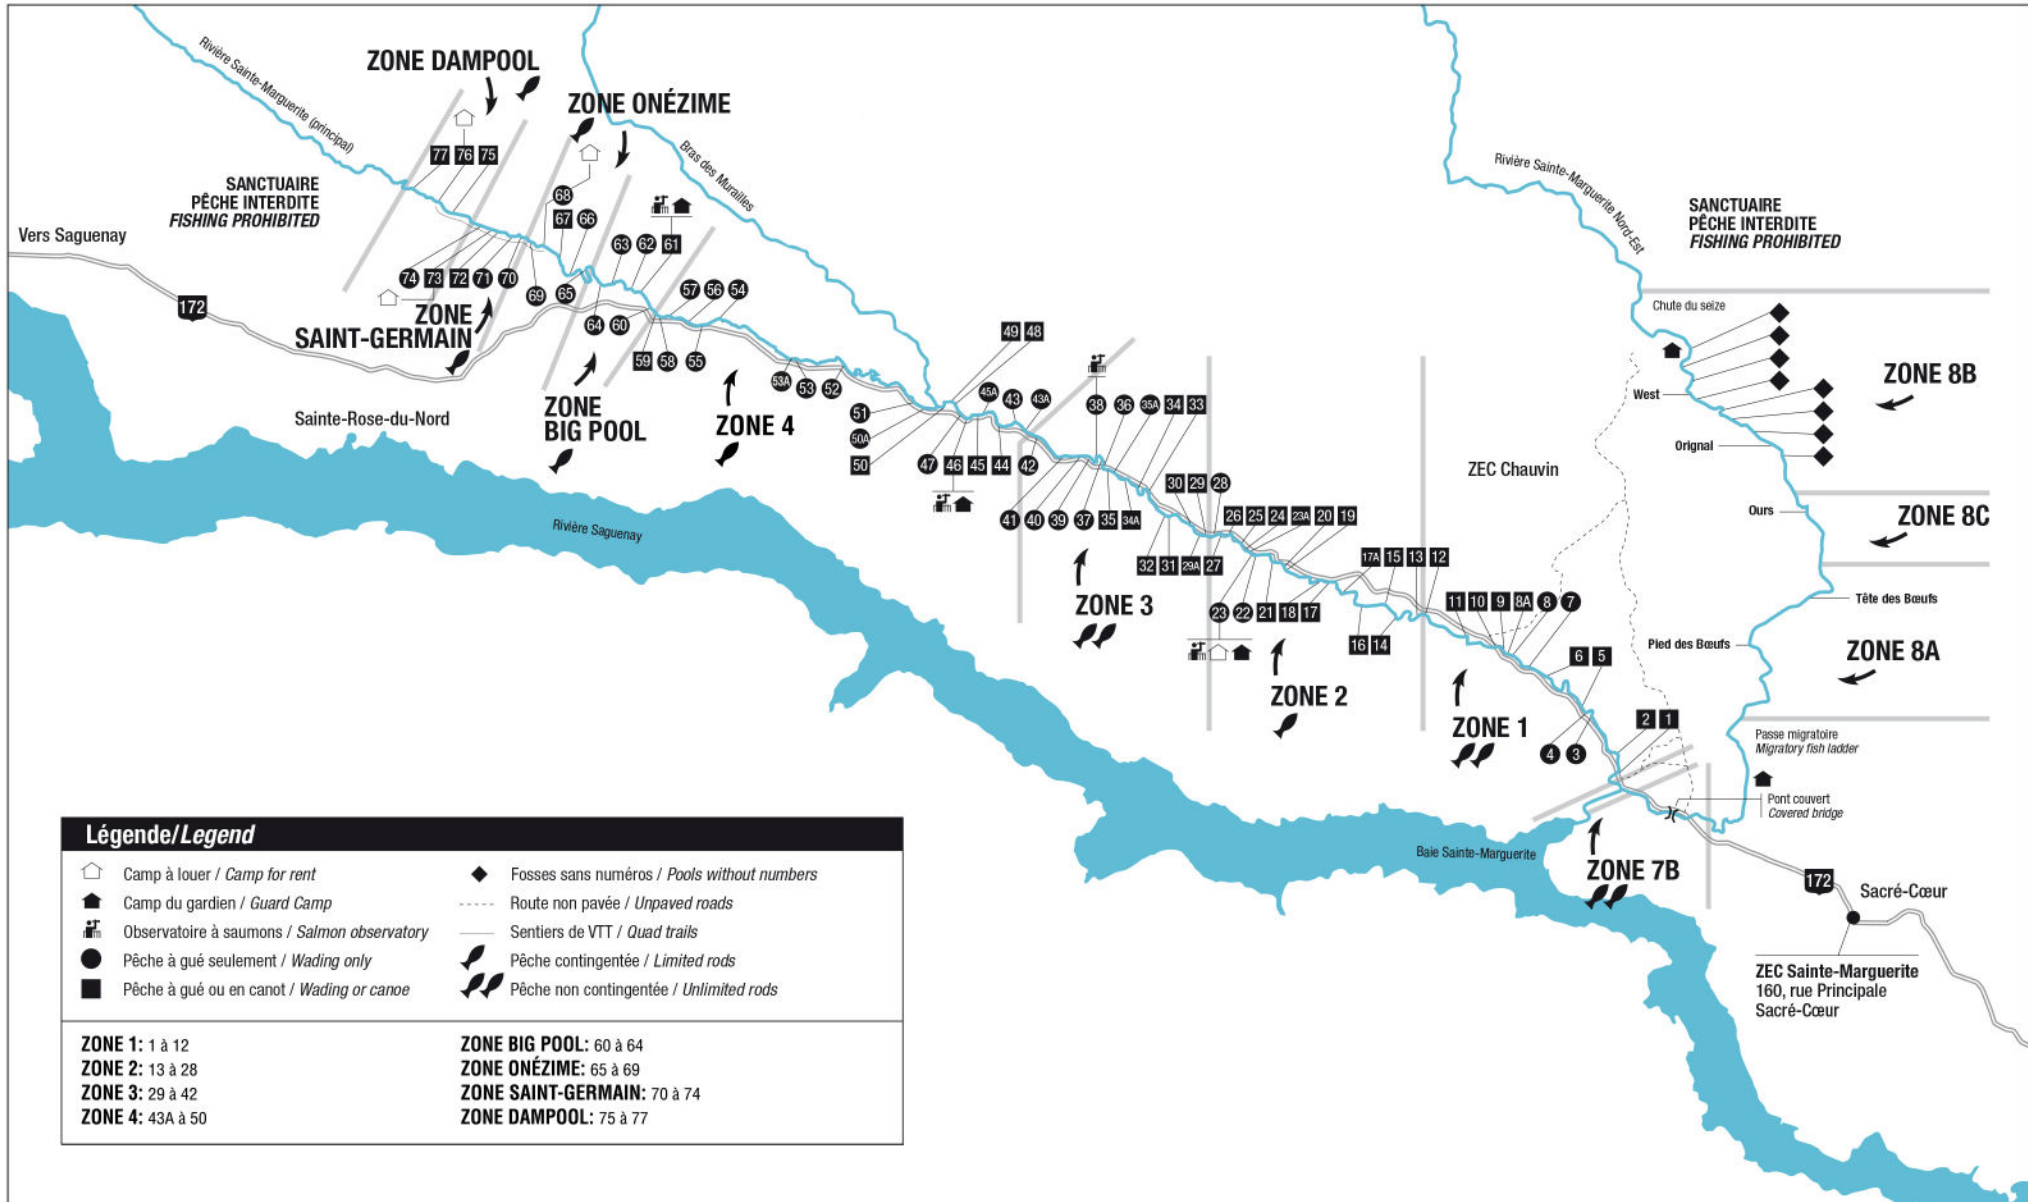 Rivière Sainte-Marguerite (principal)
ZONE DAMPOOL
ZONE ONÉZIME
77 76 75
SANCTUAIRE
PÊCHE INTERDITE
FISHING PROHIBITED
Vers Saguenay
172
68
67 66
63 62 61
74 73 72 71 70
69 65
64 60
ZONE
SAINT-GERMAIN
57 56 54
59 58 55
Bras des Murailles
ZONE
BIG POOL
ZONE 4
Sainte-Rose-du-Nord
Rivière Saguenay
53A 53 52
51
50A
50
49 48
45A 43 43A
47 46 45 44 42
38 36 35A 34 33
41 40 39 37 35 34A
ZONE 3
30 29 28
32 31 29A 27
26 25 24 23A 20 19
23 22 21 18 17
ZONE 2
17A 15 13 12
16 14
ZEC Chauvin
11 10 9 8A 8 7
6 5
4 3
2 1
ZONE 1
Rivière Sainte-Marguerite Nord-Est
SANCTUAIRE
PÊCHE INTERDITE
FISHING PROHIBITED
Chute du seize
West
Orignal
ZONE 8B
Ours
ZONE 8C
Tête des Bœufs
Pied des Bœufs
ZONE 8A
Passe migratoire
Migratory fish ladder
Pont couvert
Covered bridge
Baie Sainte-Marguerite
ZONE 7B
172
Sacré-Cœur
ZEC Sainte-Marguerite
160, rue Principale
Sacré-Cœur
Légende/Legend
Camp à louer / Camp for rent
Camp du gardien / Guard Camp
Observatoire à saumons / Salmon observatory
Pêche à gué seulement / Wading only
Pêche à gué ou en canot / Wading or canoe
Fosses sans numéros / Pools without numbers
Route non pavée / Unpaved roads
Sentiers de VTT / Quad trails
Pêche contingentée / Limited rods
Pêche non contingentée / Unlimited rods
ZONE 1: 1 à 12
ZONE 2: 13 à 28
ZONE 3: 29 à 42
ZONE 4: 43A à 50
ZONE BIG POOL: 60 à 64
ZONE ONÉZIME: 65 à 69
ZONE SAINT-GERMAIN: 70 à 74
ZONE DAMPOOL: 75 à 77